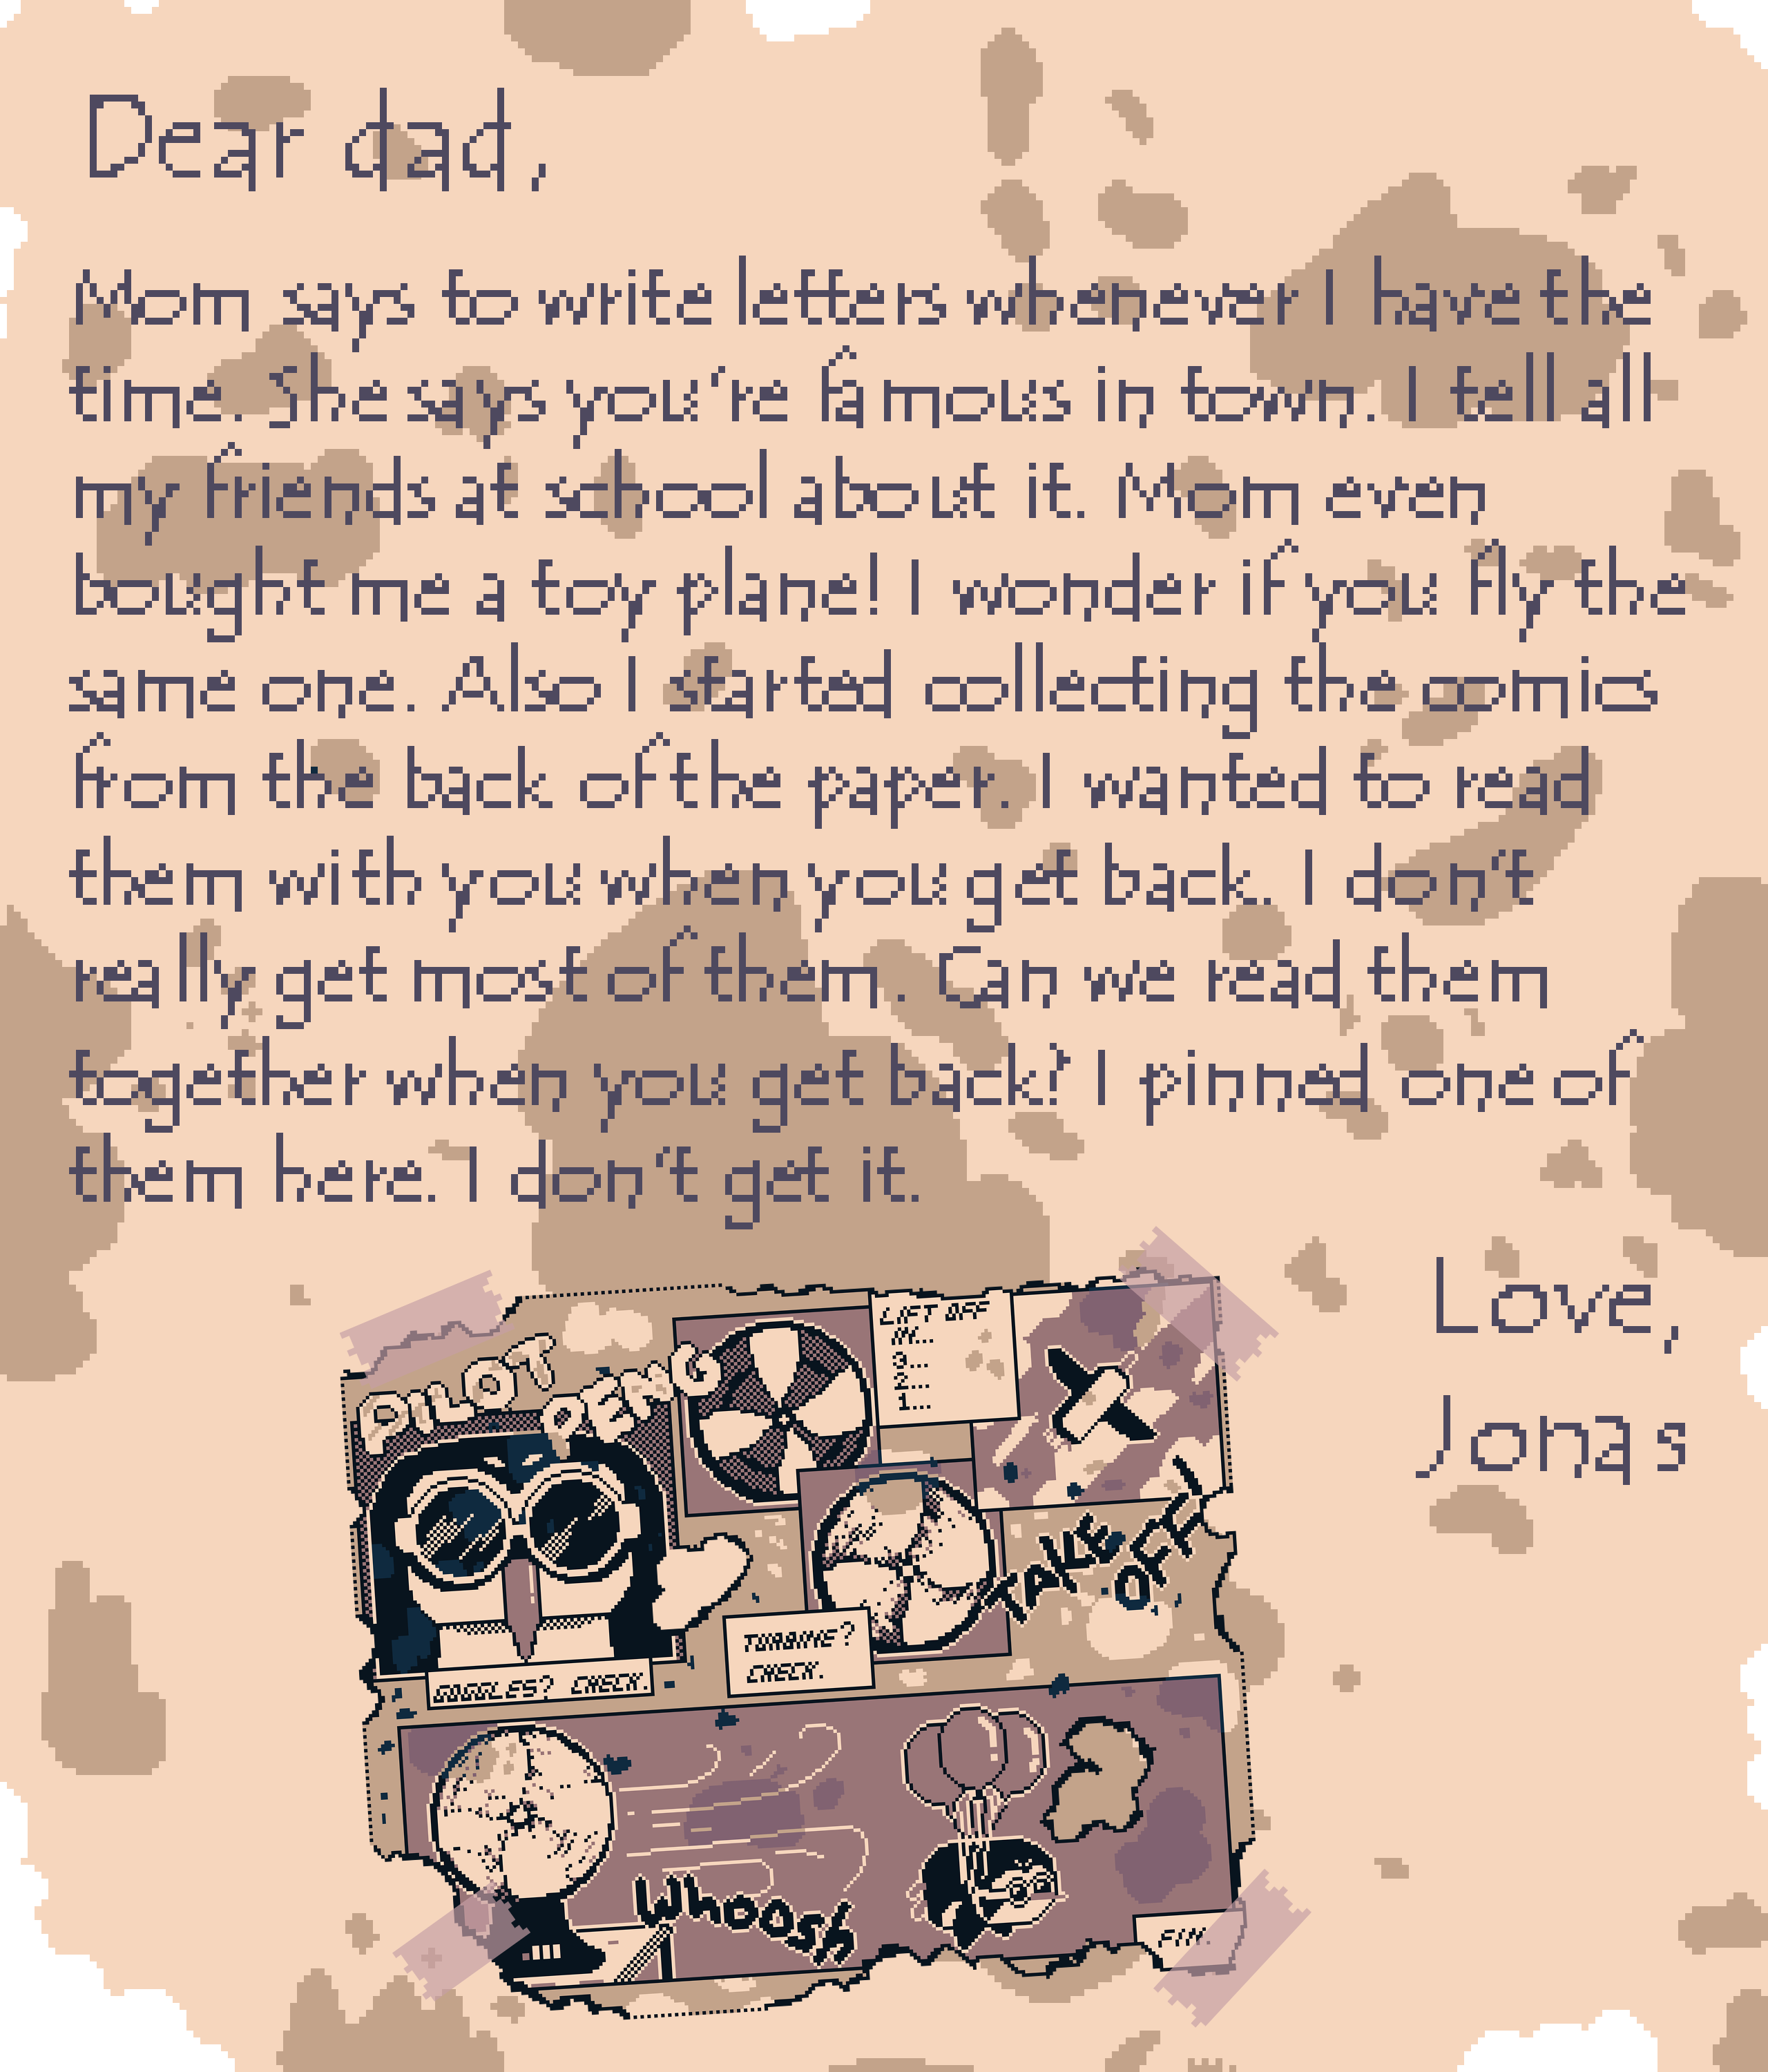 Dear dad,
Mom says to write letters whenever I have the
time. She says you're famous in town. I tell all
my friends at school about it. Mom even
bought me a toy plane! I wonder if you fly the
same one. Also I started collecting the comics
from the back of the paper. I wanted to read
them with you when you get back. I don't
really get most of them. Can we read them
together when you get back? I pinned one of
them here. I don't get it.
Love,
Jonas
PILOT
PENG
GOGGLES? CHECK.
TURBINE?
CHECK.
LIFT OFF
IN...
3...
2...
1...
TAKE
OFF!
Whoosh
FIN.